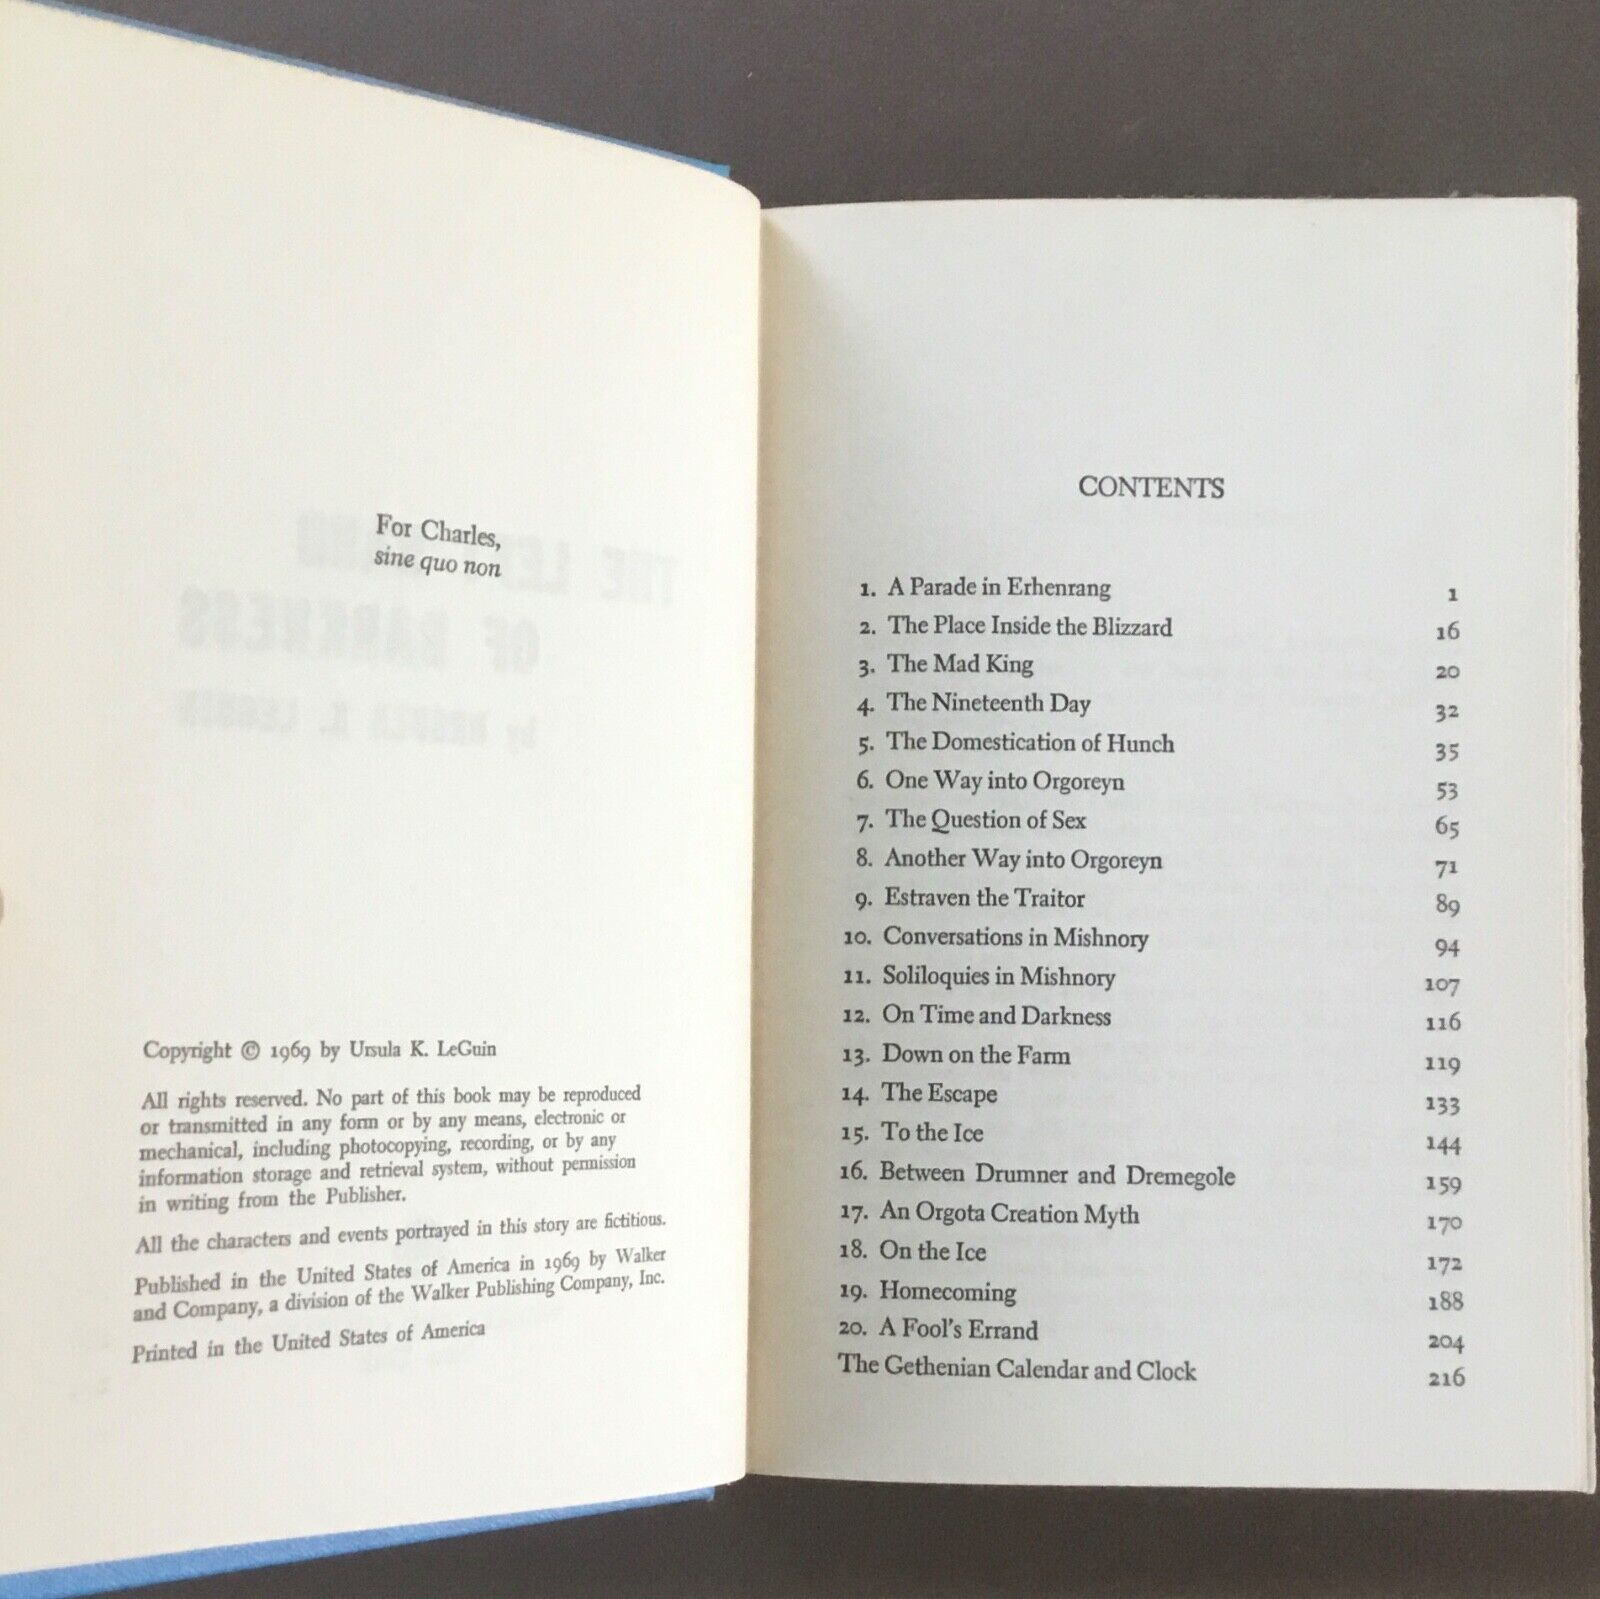 For Charles,
sine quo non
Copyright © 1969 by Ursula K. LeGuin
All rights reserved. No part of this book may be reproduced
or transmitted in any form or by any means, electronic or
mechanical, including photocopying, recording, or by any
information storage and retrieval system, without permission
in writing from the Publisher.
All the characters and events portrayed in this story are fictitious.
Published in the United States of America in 1969 by Walker
and Company, a division of the Walker Publishing Company, Inc.
Printed in the United States of America
CONTENTS
1. A Parade in Erhenrang 1
2. The Place Inside the Blizzard 16
3. The Mad King 20
4. The Nineteenth Day 32
5. The Domestication of Hunch 35
6. One Way into Orgoreyn 53
7. The Question of Sex 65
8. Another Way into Orgoreyn 71
9. Estraven the Traitor 89
10. Conversations in Mishnory 94
11. Soliloquies in Mishnory 107
12. On Time and Darkness 116
13. Down on the Farm 119
14. The Escape 133
15. To the Ice 144
16. Between Drumner and Dremegole 159
17. An Orgota Creation Myth 170
18. On the Ice 172
19. Homecoming 188
20. A Fool's Errand 204
The Gethenian Calendar and Clock 216